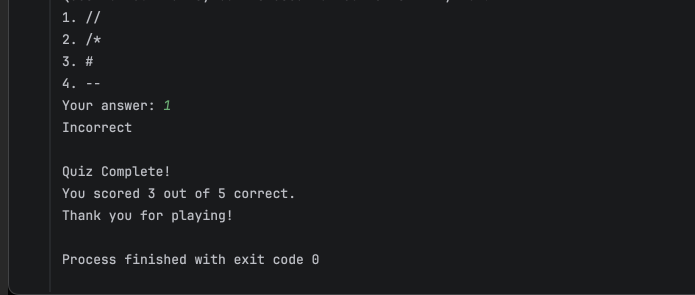 1. //
2. /*
3. #
4. --
Your answer: 1
Incorrect
Quiz Complete!
You scored 3 out of 5 correct.
Thank you for playing!
Process finished with exit code 0